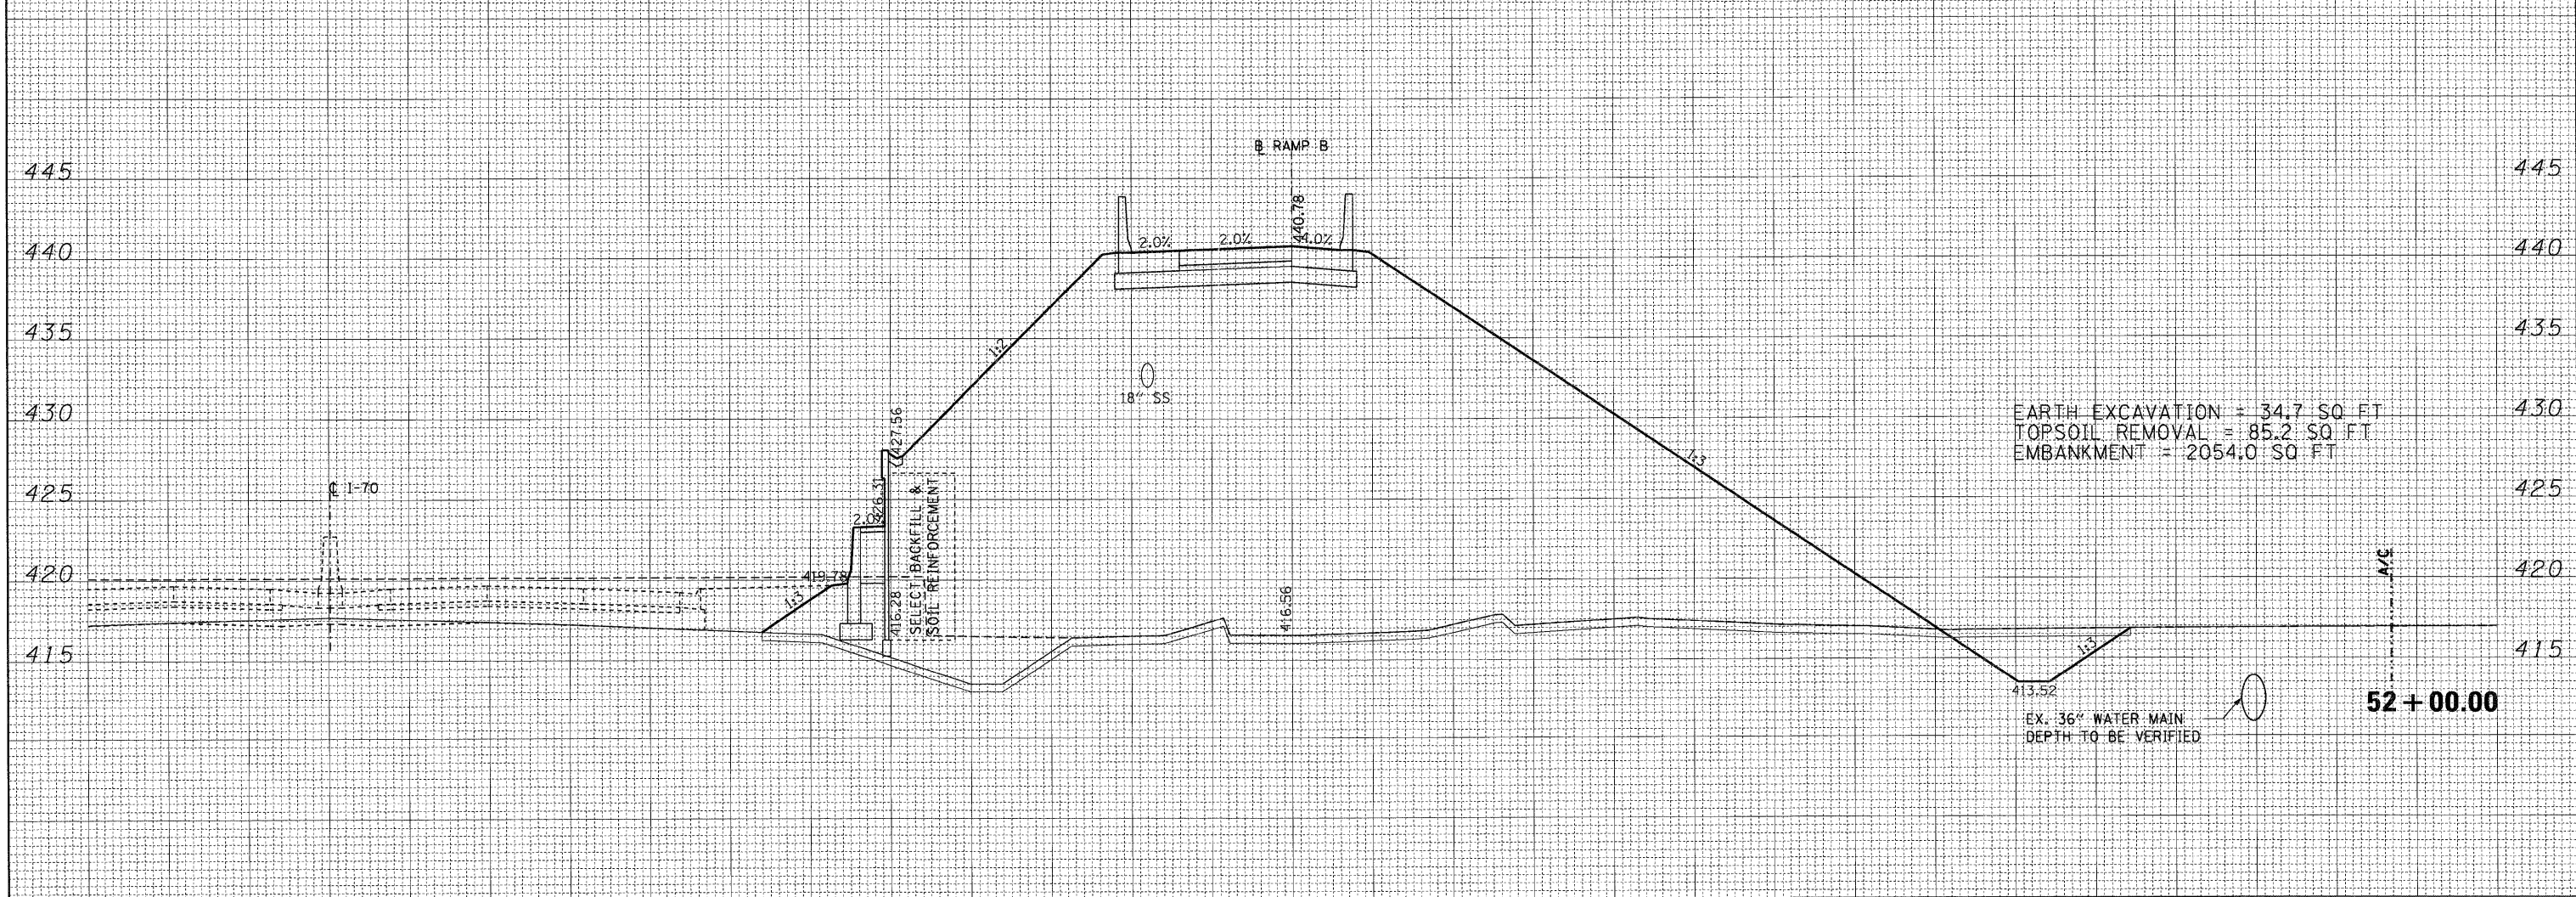 ℄ RAMP B
445
445
440.78
2.0%
2.0%
4.0%
440
440
435
435
1:2
18" SS
430
427.56
EARTH EXCAVATION = 34.7 SQ FT
430
TOPSOIL REMOVAL = 85.2 SQ FT
EMBANKMENT = 2054.0 SQ FT
1:3
℄ I-70
425
426.31
SELECT BACKFILL &
SOIL REINFORCEMENT
425
2.0%
A/C
420
419.78
420
1:3
416.28
416.56
415
1:3
415
413.52
52+00.00
EX. 36" WATER MAIN
DEPTH TO BE VERIFIED